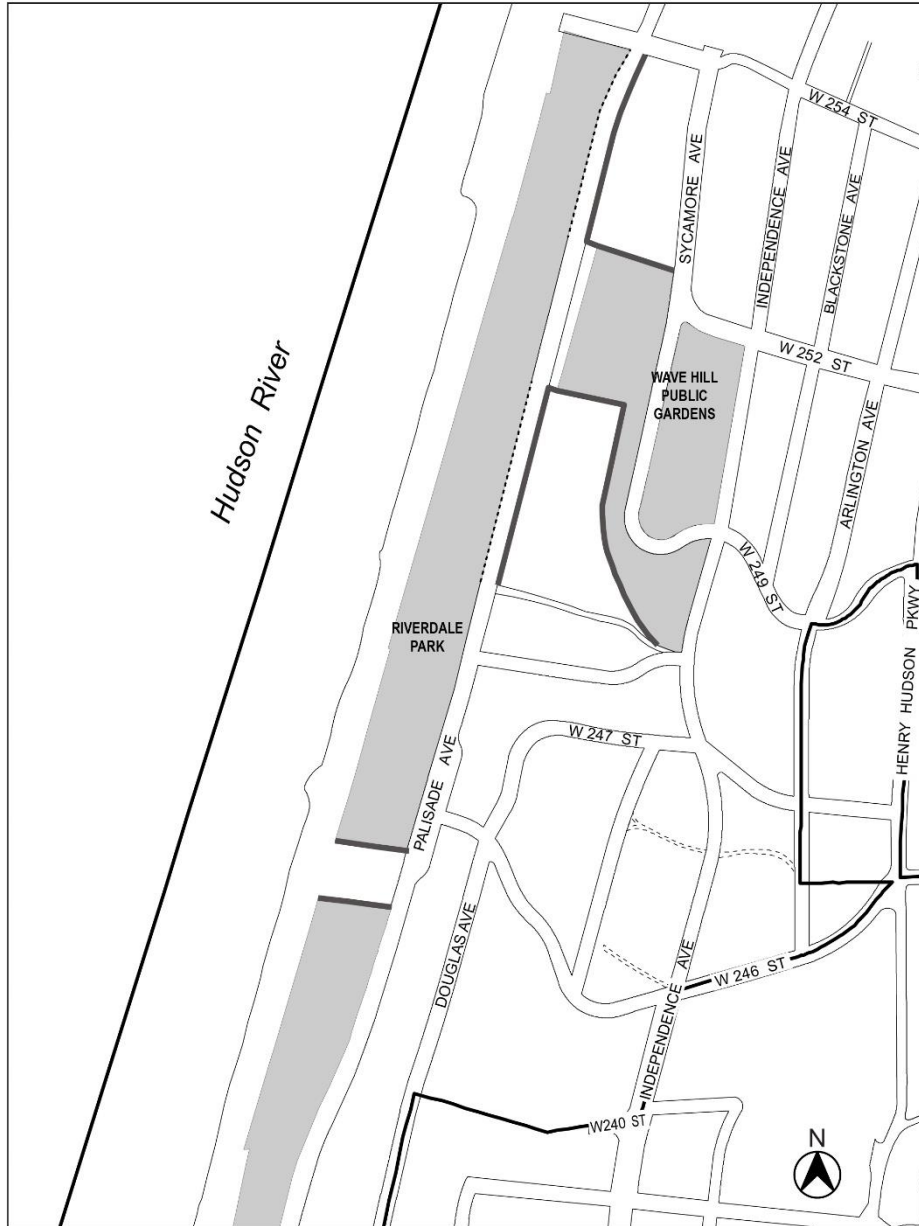 W 254 ST
SYCAMORE AVE
INDEPENDENCE AVE
BLACKSTONE AVE
W 252 ST
WAVE HILL
PUBLIC
GARDENS
Hudson River
ARLINGTON AVE
W 249 ST
RIVERDALE
PARK
HENRY HUDSON PKWY
W 247 ST
PALISADE AVE
DOUGLAS AVE
W 246 ST
INDEPENDENCE AVE
W240 ST
N